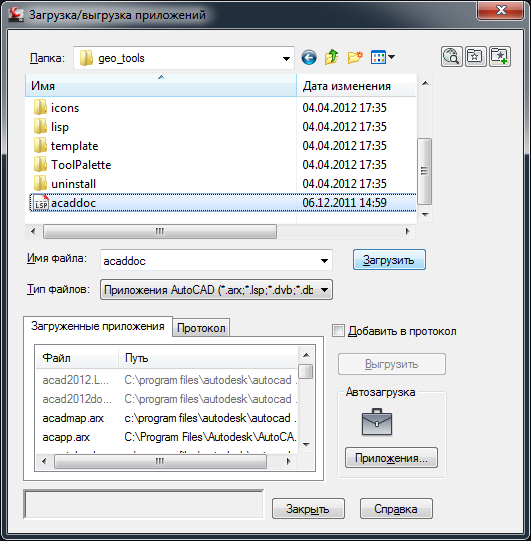 Загрузка/выгрузка приложений
Папка: geo_tools
Имя Дата изменения
icons 04.04.2012 17:35
lisp 04.04.2012 17:35
template 04.04.2012 17:35
ToolPalette 04.04.2012 17:35
uninstall 04.04.2012 17:35
LSP acaddoc 06.12.2011 14:59
Имя файла: acaddoc Загрузить
Тип файлов: Приложения AutoCAD (*.arx;*.lsp;*.dvb;*.db
Загруженные приложения Протокол Добавить в протокол
Файл Путь Выгрузить
acad2012.L... C:\program files\autodesk\autocad .
acad2012do... C:\program files\autodesk\autocad .
Автозагрузка
acadmap.arx c:\program files\autodesk\autocad .
acapp.arx C:\Program Files\Autodesk\AutoCA.
Приложения...
Закрыть Справка